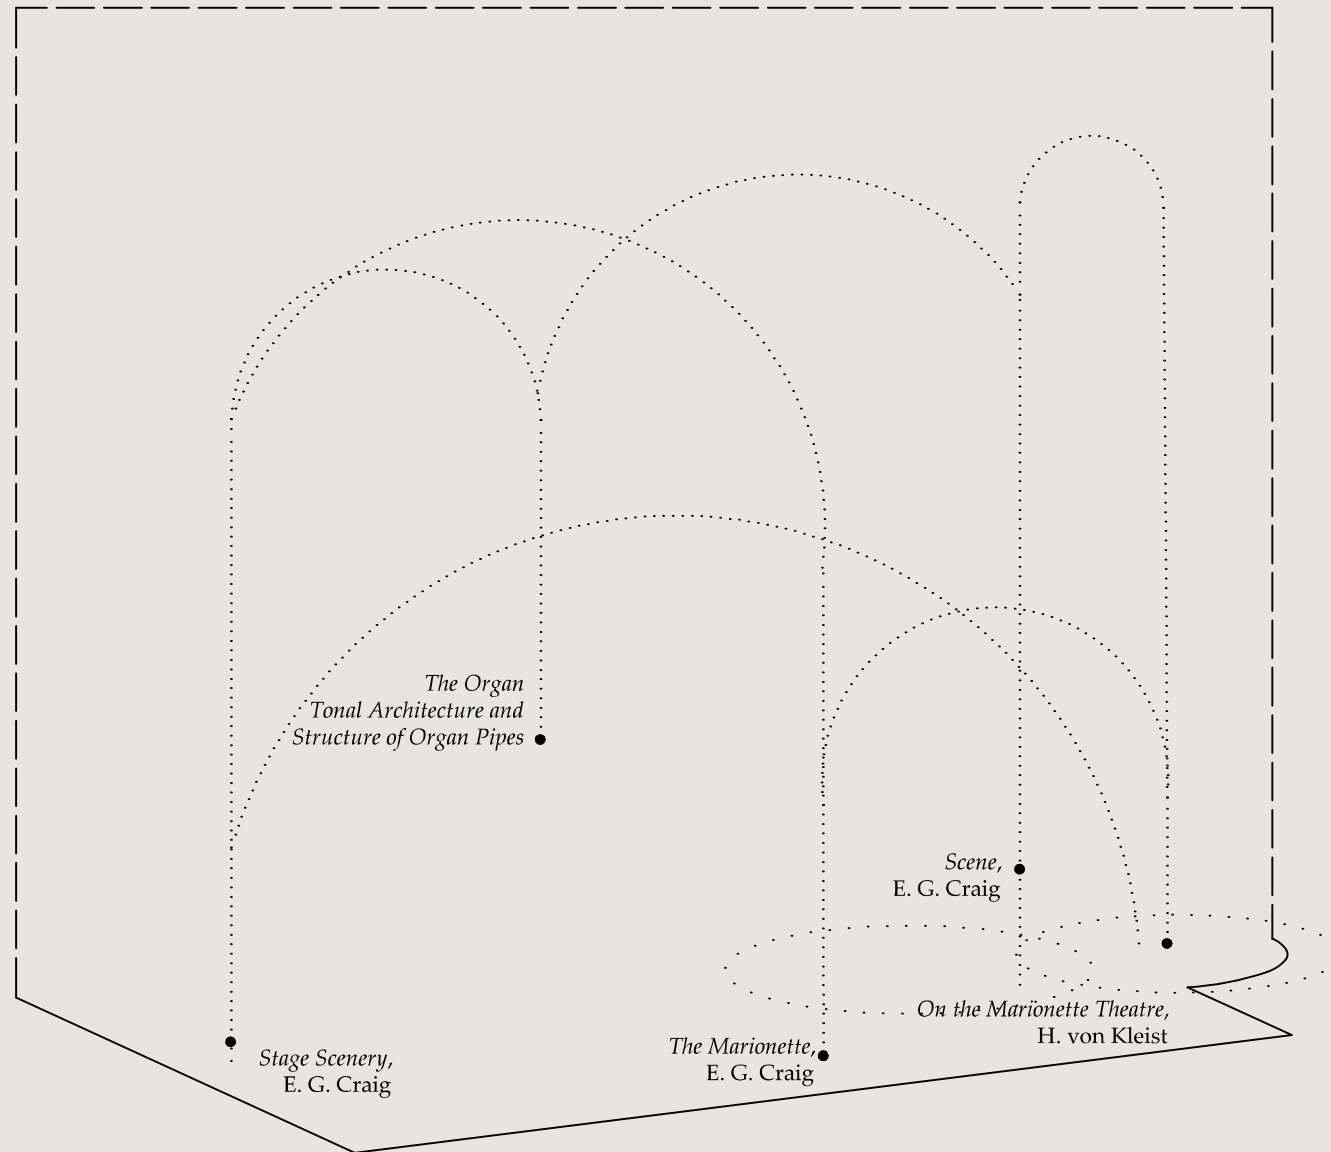 The Organ
Tonal Architecture and
Structure of Organ Pipes
Scene,
E. G. Craig
On the Marionette Theatre,
H. von Kleist
The Marionette,
E. G. Craig
Stage Scenery,
E. G. Craig